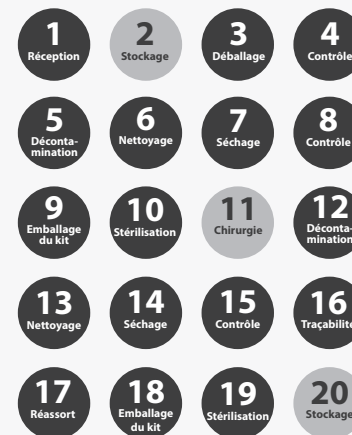 1
Réception
2
Stockage
3
Déballage
4
Contrôle
5
Déconta-
mination
6
Nettoyage
7
Séchage
8
Contrôle
9
Emballage
du kit
10
Stérilisation
11
Chirurgie
12
Déconta-
mination
13
Nettoyage
14
Séchage
15
Contrôle
16
Traçabilité
17
Réassort
18
Emballage
du kit
19
Stérilisation
20
Stockage